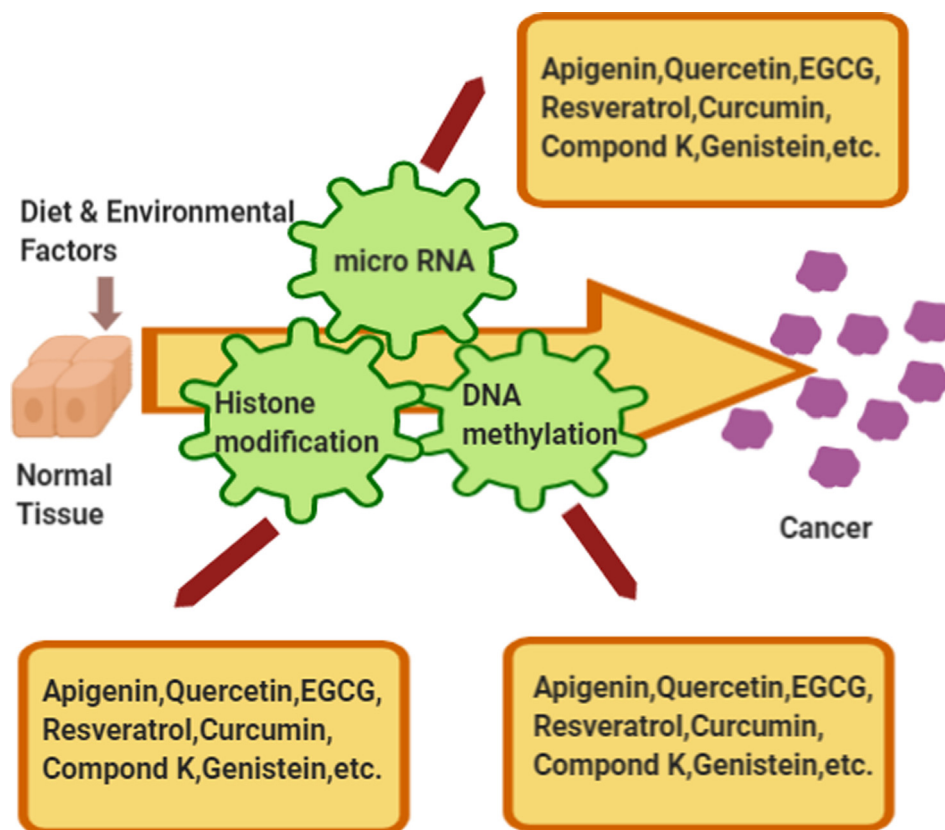 Apigenin,Quercetin,EGCG,
Resveratrol,Curcumin,
Compond K,Genistein,etc.
Diet & Environmental
Factors
micro RNA
Histone
modification
DNA
methylation
Normal
Tissue
Cancer
Apigenin,Quercetin,EGCG,
Resveratrol,Curcumin,
Compond K,Genistein,etc.
Apigenin,Quercetin,EGCG,
Resveratrol,Curcumin,
Compond K,Genistein,etc.